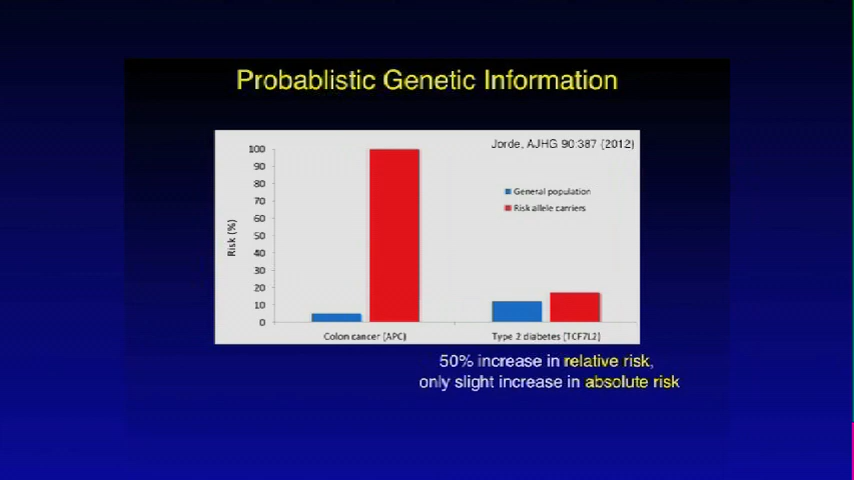 Probablistic Genetic Information
Jorde, AJHG 90:387 (2012)
100
90
80
70
60
50
40
30
20
10
0
Risk (%)
General population
Risk allele carriers
Colon cancer (APC)
Type 2 diabetes (TCF7L2)
50% increase in relative risk,
only slight increase in absolute risk